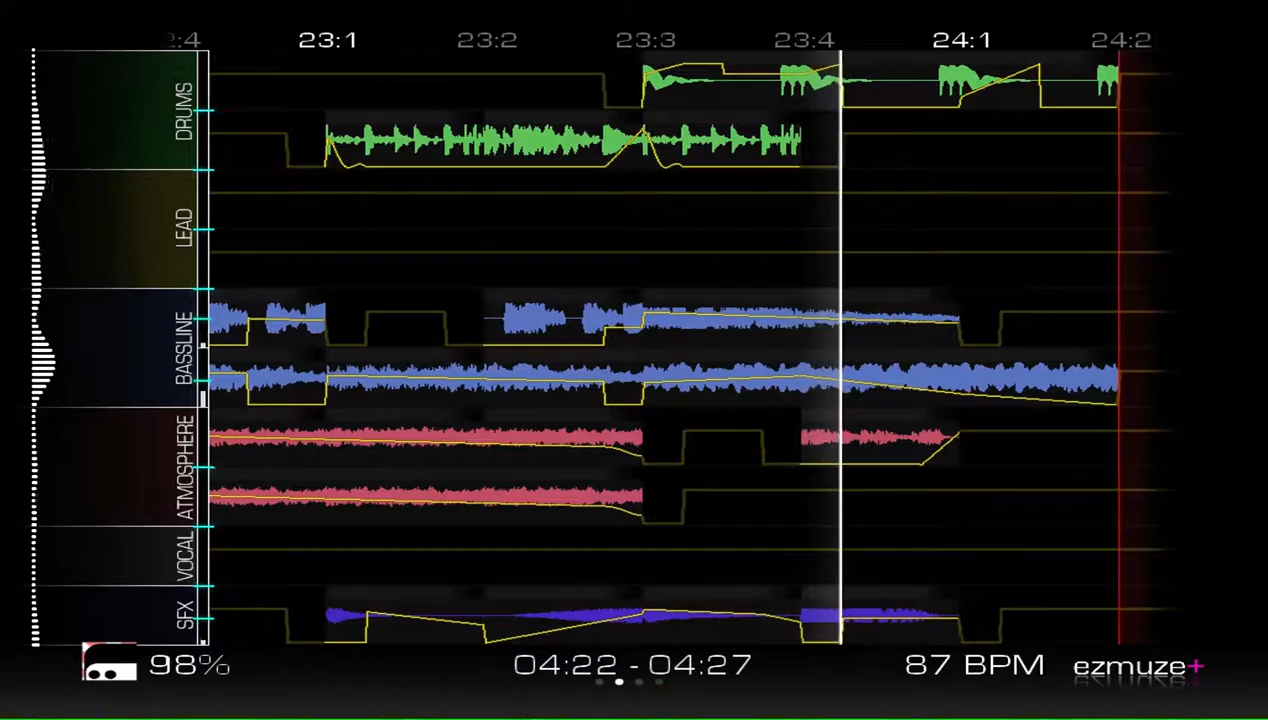 :4 23:1 23:2 23:3 23:4 24:1 24:2
DRUMS
LEAD
BASSLINE
ATMOSPHERE
VOCAL
SFX
98% 04:22 - 04:27 87 BPM ezmuze+